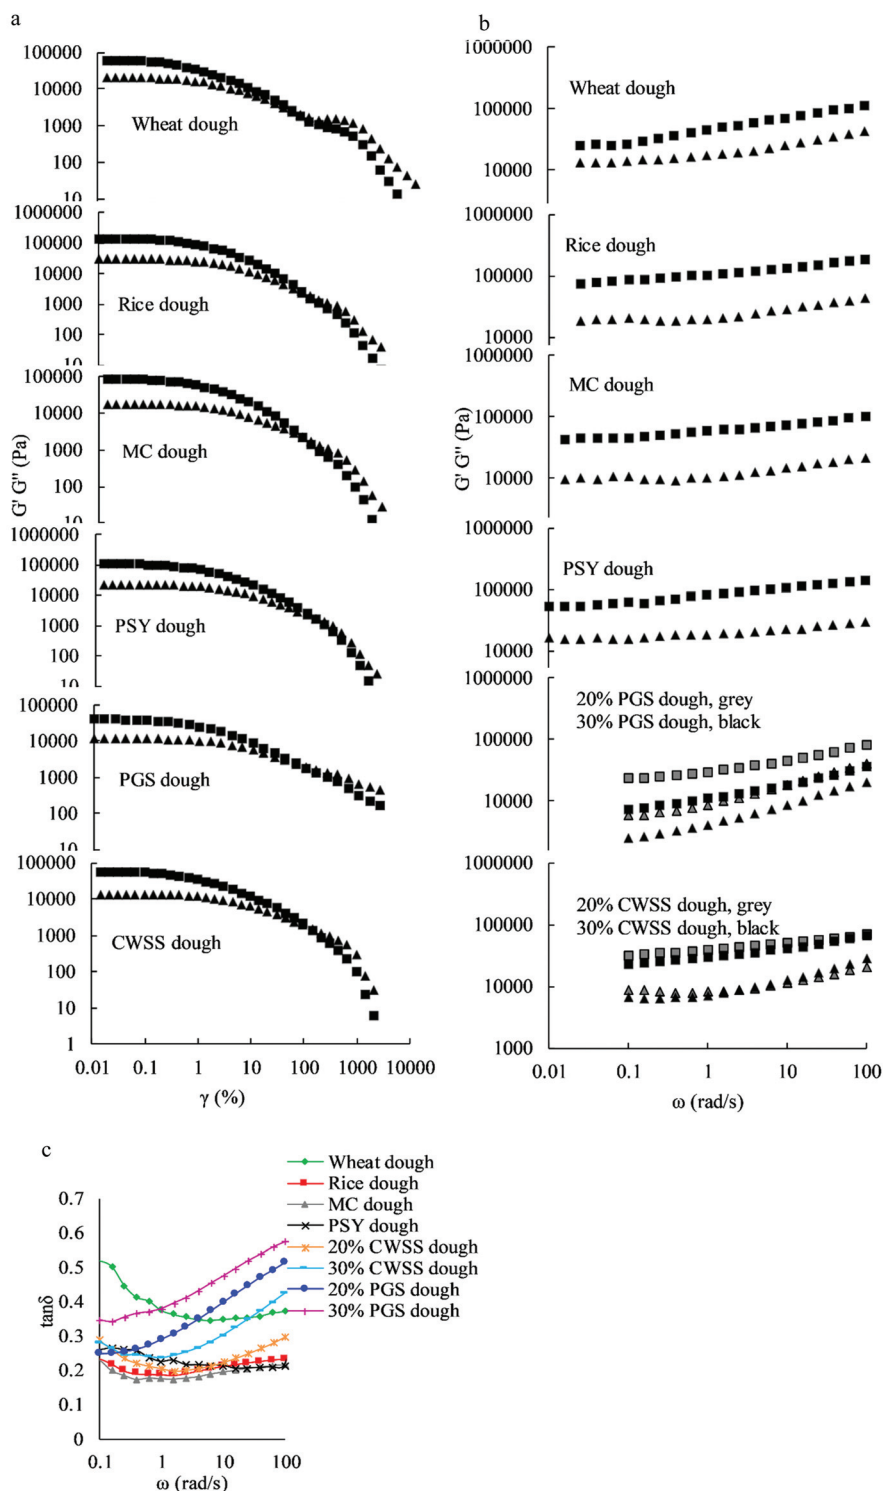 a
100000
10000
1000
100
10
Wheat dough
1000000
100000
10000
1000
100
10
Rice dough
100000
10000
1000
100
10
MC dough
G' G" (Pa)
1000000
100000
10000
1000
100
10
PSY dough
100000
10000
1000
100
10
PGS dough
100000
10000
1000
100
10
1
CWSS dough
0.01 0.1 1 10 100 1000 10000
γ (%)
b
1000000
Wheat dough
100000
10000
1000000
Rice dough
100000
10000
1000000
MC dough
100000
10000
G' G" (Pa)
1000000
PSY dough
100000
10000
1000000
20% PGS dough, grey
30% PGS dough, black
100000
10000
1000000
20% CWSS dough, grey
30% CWSS dough, black
100000
10000
1000
0.01 0.1 1 10 100
ω (rad/s)
c
Wheat dough
Rice dough
MC dough
PSY dough
20% CWSS dough
30% CWSS dough
20% PGS dough
30% PGS dough
0.7
0.6
0.5
0.4
0.3
0.2
0.1
0
tanδ
0.1 1 10 100
ω (rad/s)